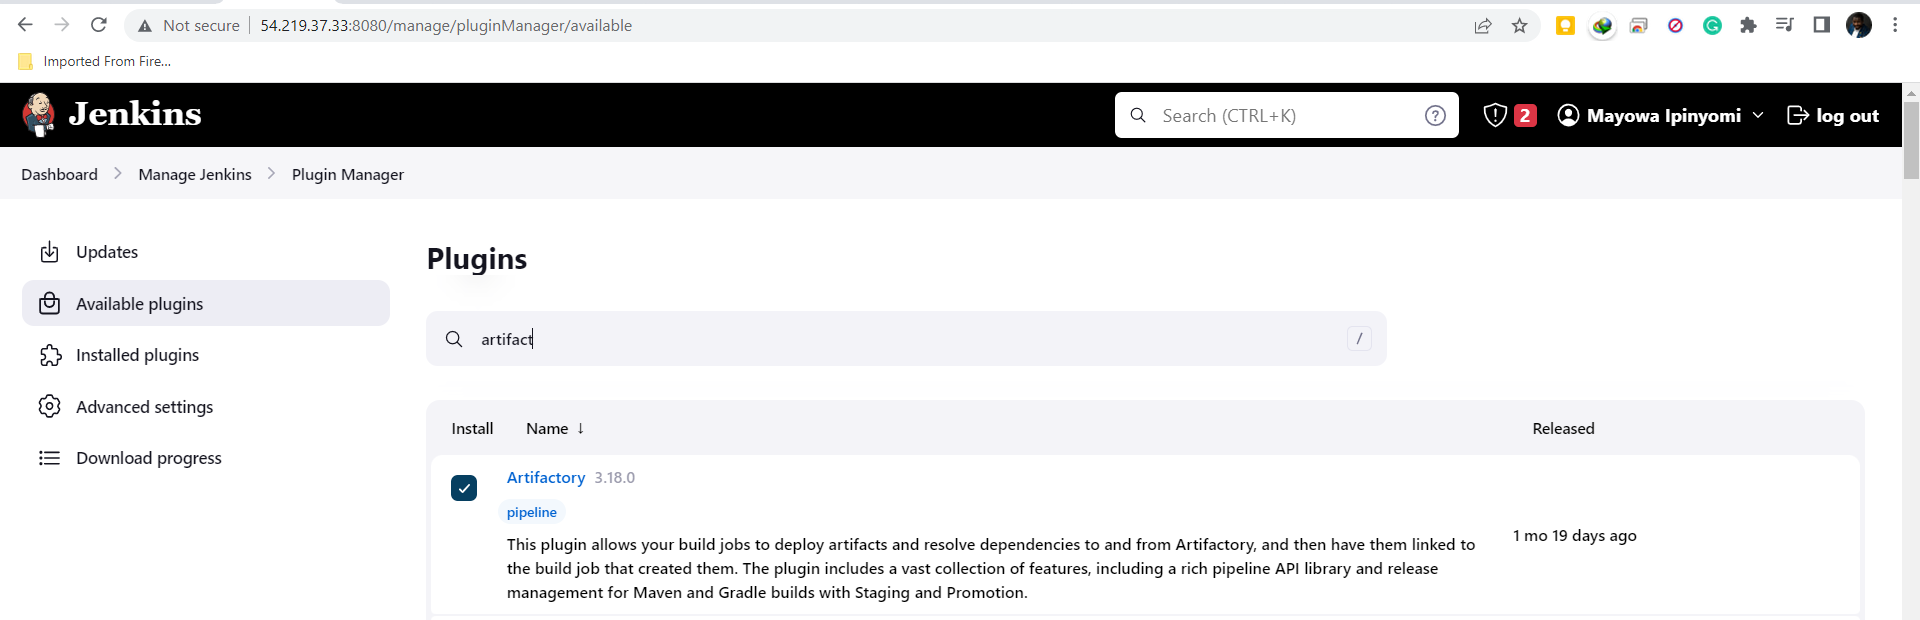 Not secure 54.219.37.33:8080/manage/pluginManager/available
Imported From Fire...
Jenkins
Search (CTRL+K)
?
2
Mayowa Ipinyomi
log out
Dashboard
Manage Jenkins
Plugin Manager
Updates
Available plugins
Installed plugins
Advanced settings
Download progress
Plugins
artifact
/
Install Name ↓ Released
Artifactory 3.18.0
pipeline
This plugin allows your build jobs to deploy artifacts and resolve dependencies to and from Artifactory, and then have them linked to
the build job that created them. The plugin includes a vast collection of features, including a rich pipeline API library and release
management for Maven and Gradle builds with Staging and Promotion.
1 mo 19 days ago